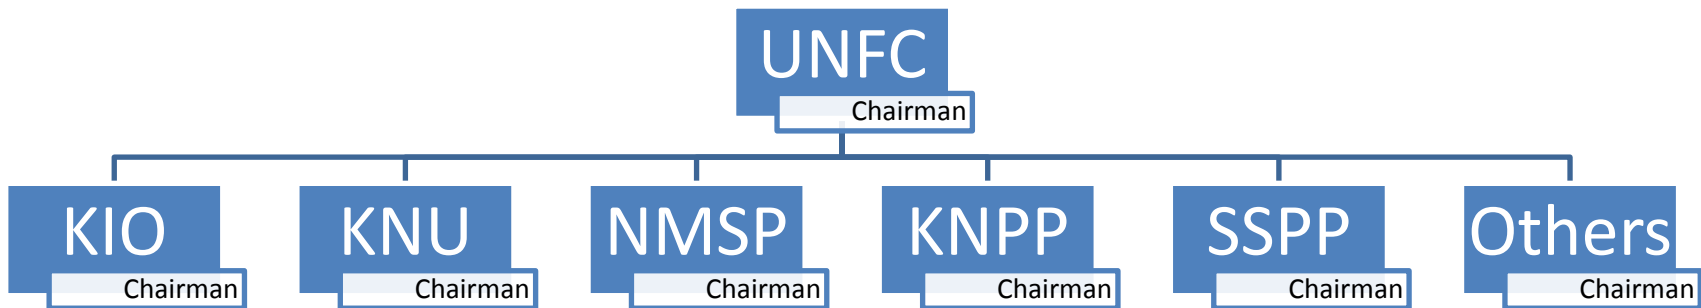 UNFC
Chairman
KIO
Chairman
KNU
Chairman
NMSP
Chairman
KNPP
Chairman
SSPP
Chairman
Others
Chairman